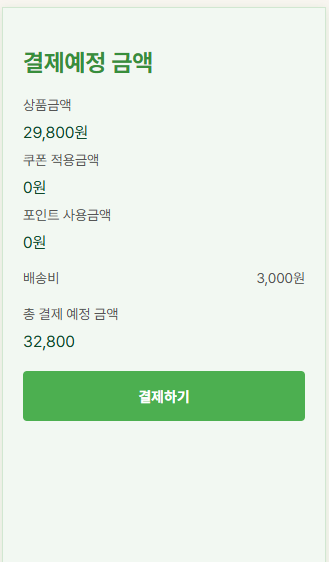 결제예정 금액
상품금액
29,800원
쿠폰 적용금액
0원
포인트 사용금액
0원
배송비 3,000원
총 결제 예정 금액
32,800
결제하기